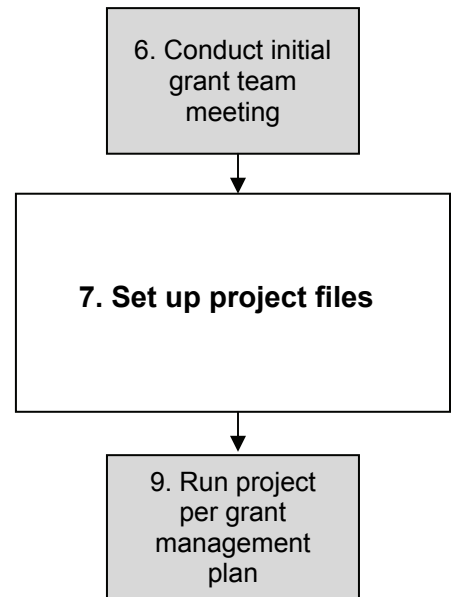 6. Conduct initial
grant team
meeting
7. Set up project files
9. Run project
per grant
management
plan